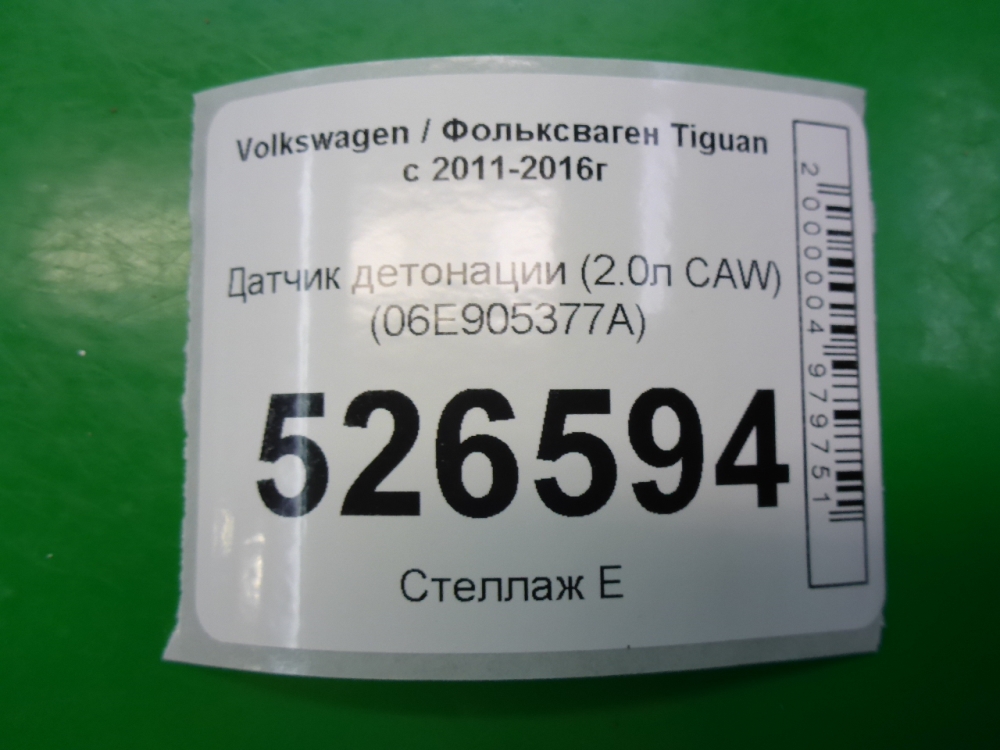 Volkswagen / Фольксваген Tiguan
с 2011-2016г
Датчик детонации (2.0л CAW)
(06E905377A)
526594
Стеллаж Е
2000004979751